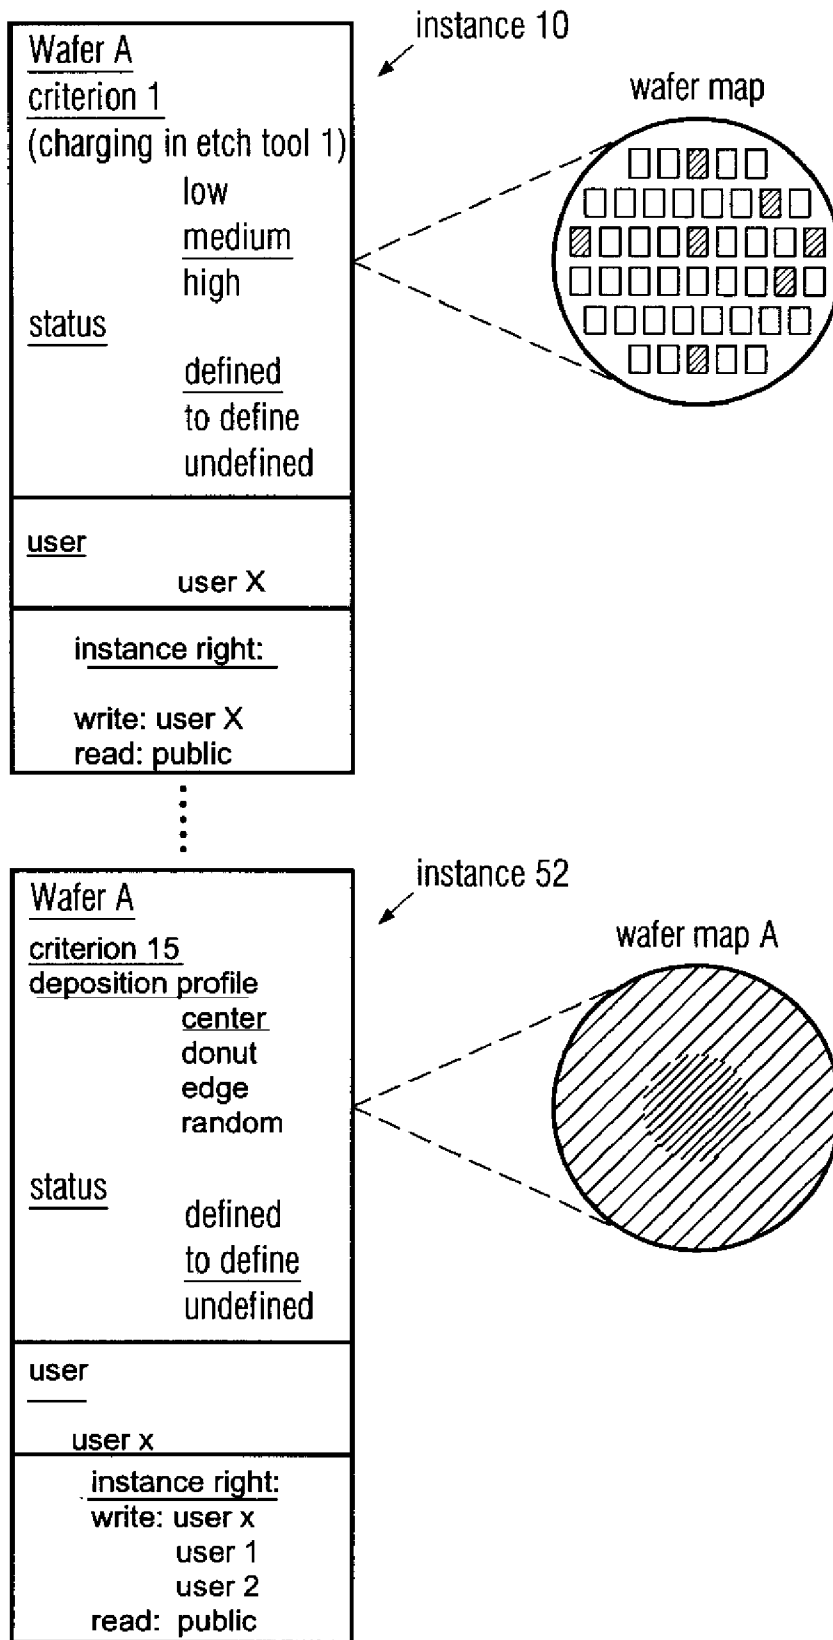 instance 10
Wafer A
criterion 1
(charging in etch tool 1)
low
medium
high
status
defined
to define
undefined
user
user X
instance right:
write: user X
read: public
wafer map
instance 52
Wafer A
criterion 15
deposition profile
center
donut
edge
random
status
defined
to define
undefined
user
user x
instance right:
write: user x
user 1
user 2
read: public
wafer map A